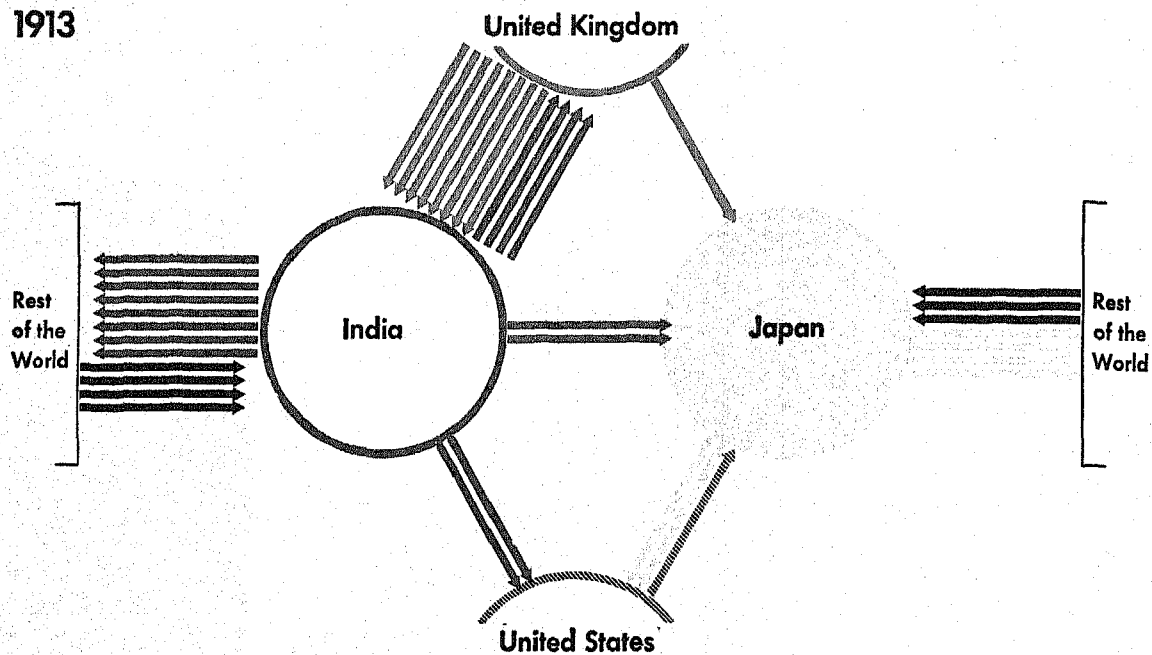 1913
United Kingdom
Rest
of the
World
India
Japan
Rest
of the
World
United States